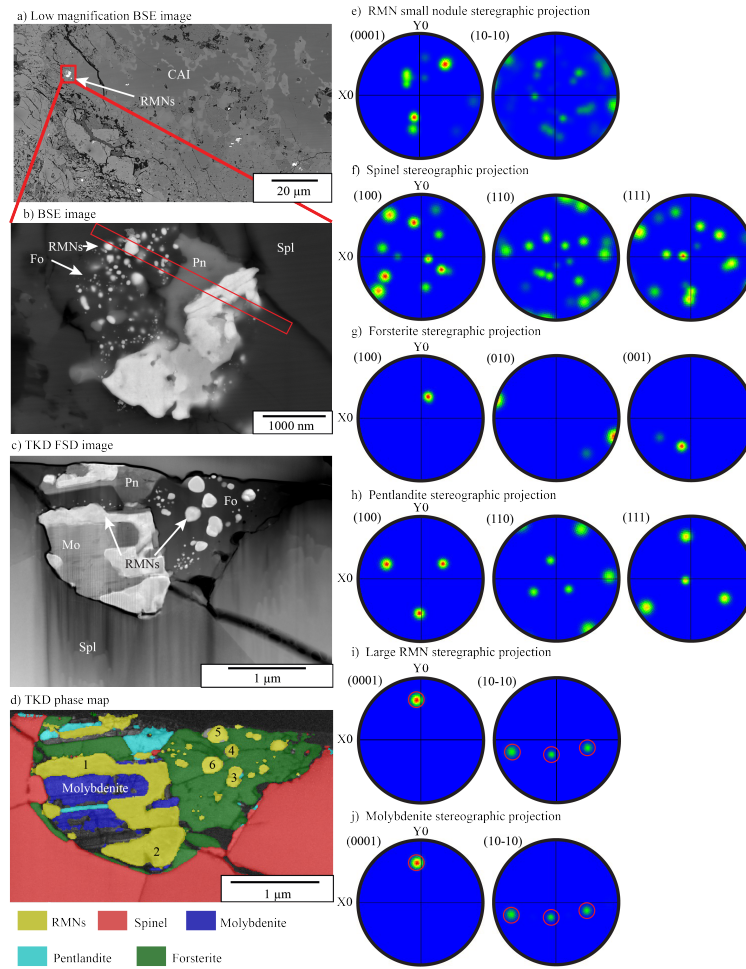 a) Low magnification BSE image
CAI
RMNs
20 µm
b) BSE image
RMNs
Fo
Pn
Spl
1000 nm
c) TKD FSD image
Pn
Fo
Mo
RMNs
Spl
1 µm
d) TKD phase map
5
4
1
6
3
Molybdenite
2
1 µm
RMNs
Spinel
Molybdenite
Pentlandite
Forsterite
e) RMN small nodule steregraphic projection
Y0
(0001)
(10-10)
X0
f) Spinel stereographic projection
Y0
(100)
(110)
(111)
X0
g) Forsterite stereographic projection
(100)
(010)
(001)
X0
h) Pentlandite stereographic projection
Y0
(100)
(110)
(111)
X0
i) Large RMN steregraphic projection
Y0
(0001)
(10-10)
X0
j) Molybdenite stereographic projection
Y0
(0001)
(10-10)
X0